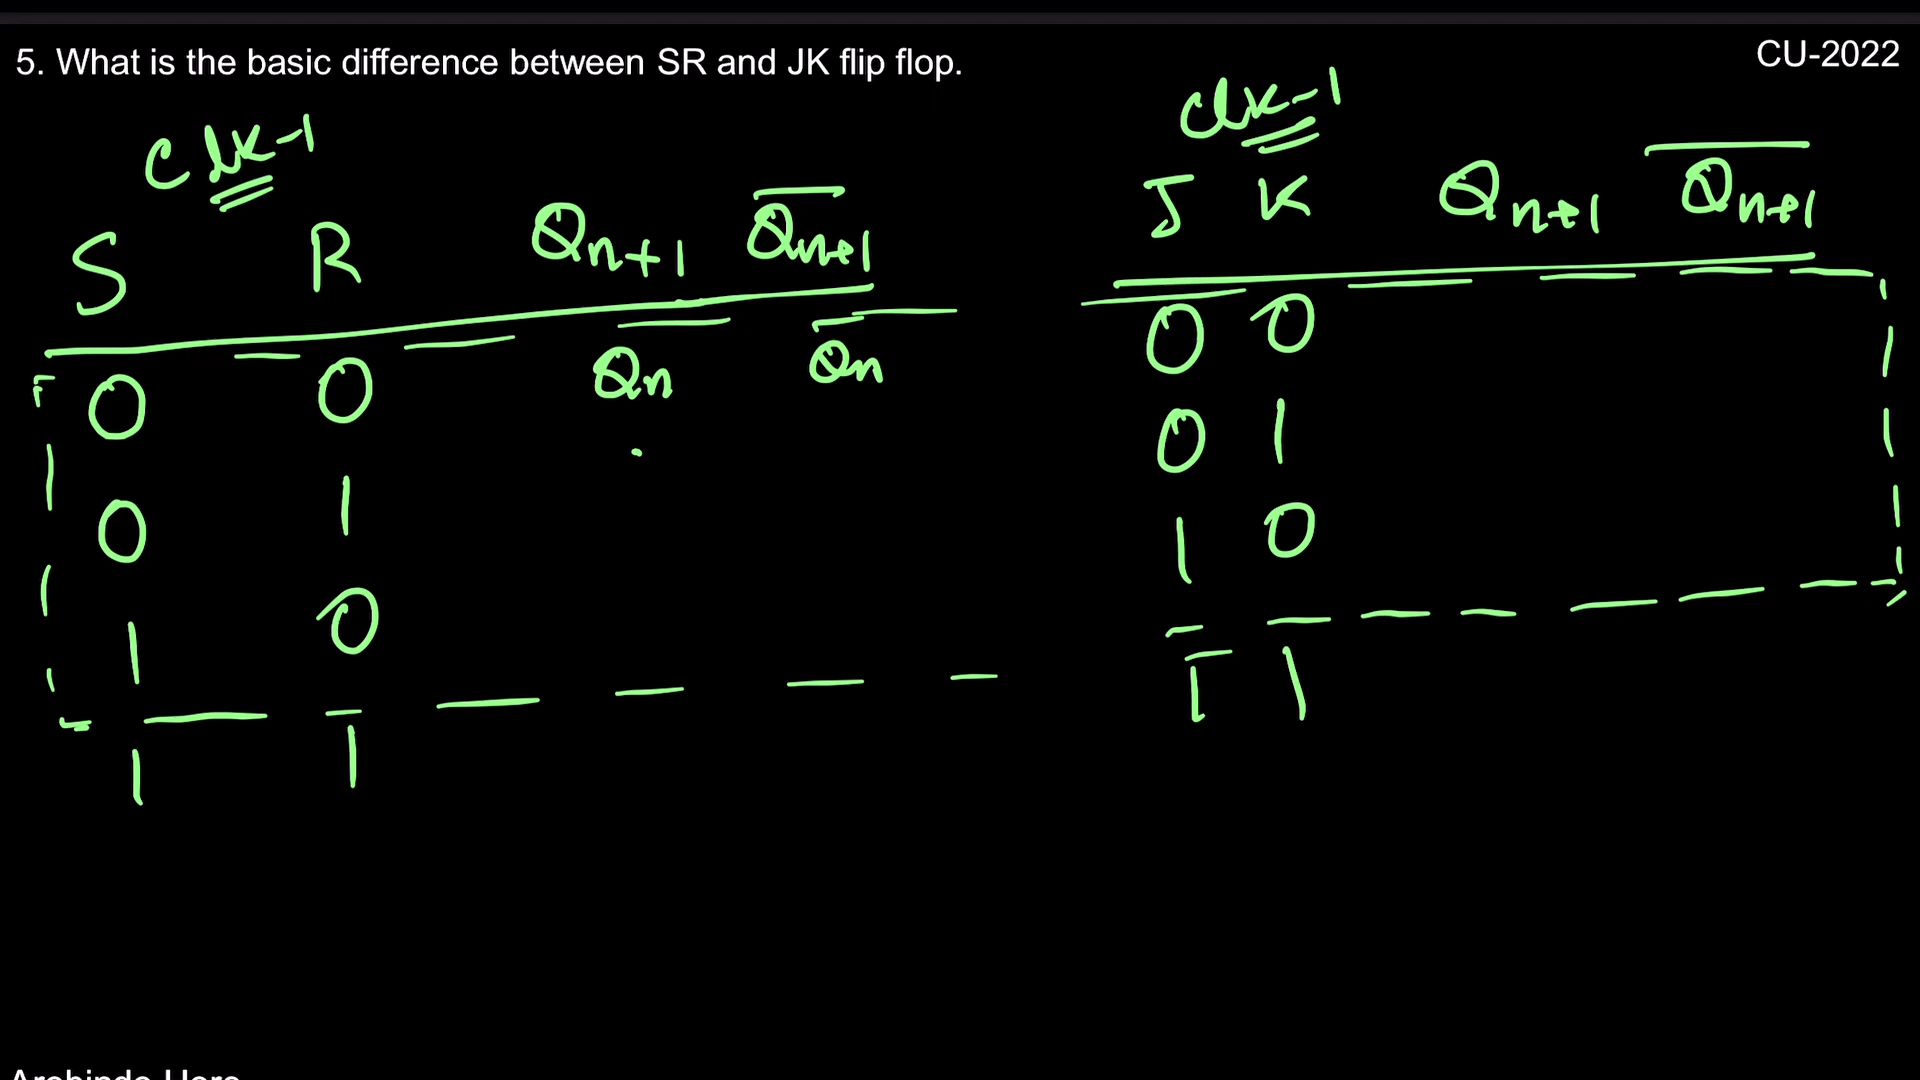 5. What is the basic difference between SR and JK flip flop.
CU-2022
Clk-1
S R Qn+1 Q̅n+1
0 0 Qn Q̅n
0 1
1 0
1 1
Clk-1
J K Qn+1 Q̅n+1
0 0
0 1
1 0
1 1